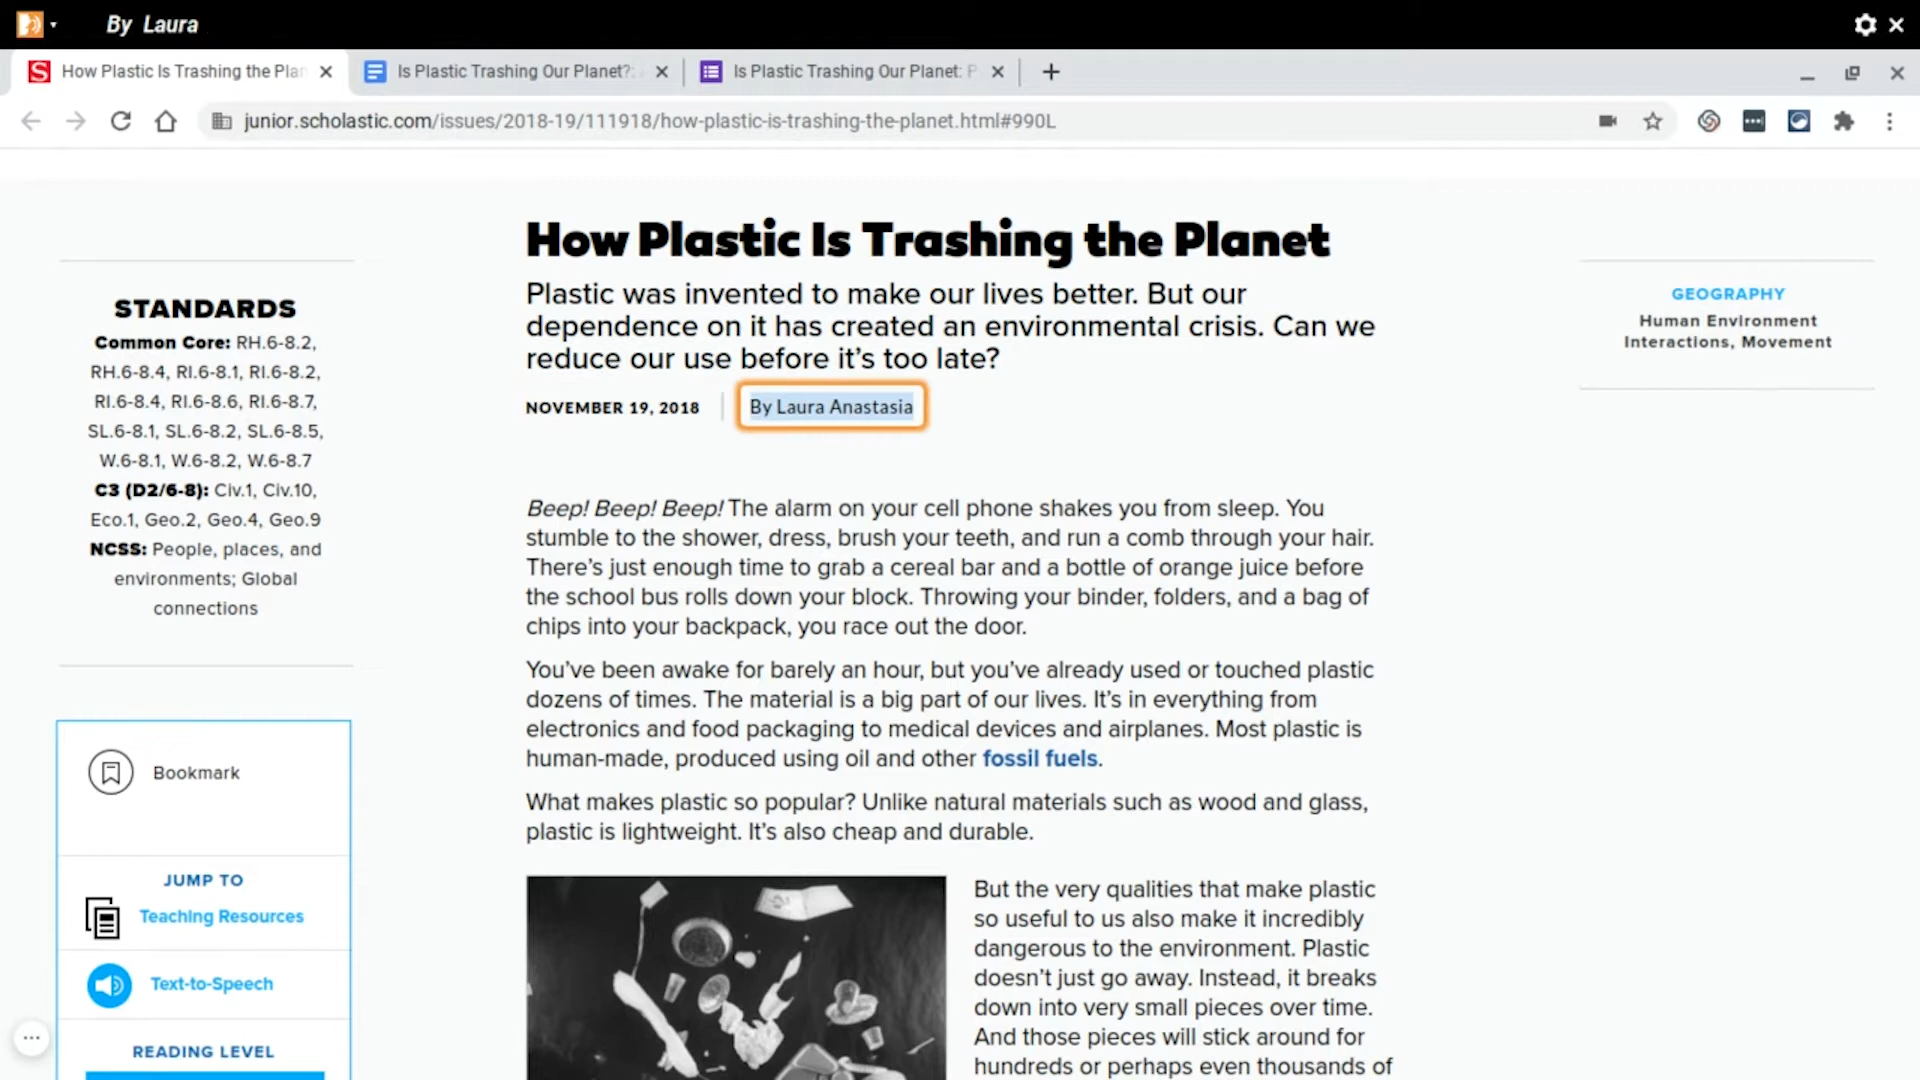 By Laura
How Plastic Is Trashing the Plan
Is Plastic Trashing Our Planet?:
Is Plastic Trashing Our Planet: P
junior.scholastic.com/issues/2018-19/111918/how-plastic-is-trashing-the-planet.html#990L
How Plastic Is Trashing the Planet
Plastic was invented to make our lives better. But our
dependence on it has created an environmental crisis. Can we
reduce our use before it’s too late?
NOVEMBER 19, 2018
By Laura Anastasia
STANDARDS
Common Core: RH.6-8.2,
RH.6-8.4, RI.6-8.1, RI.6-8.2,
RI.6-8.4, RI.6-8.6, RI.6-8.7,
SL.6-8.1, SL.6-8.2, SL.6-8.5,
W.6-8.1, W.6-8.2, W.6-8.7
C3 (D2/6-8): Civ.1, Civ.10,
Eco.1, Geo.2, Geo.4, Geo.9
NCSS: People, places, and
environments; Global
connections
Bookmark
JUMP TO
Teaching Resources
Text-to-Speech
READING LEVEL
Beep! Beep! Beep! The alarm on your cell phone shakes you from sleep. You
stumble to the shower, dress, brush your teeth, and run a comb through your hair.
There’s just enough time to grab a cereal bar and a bottle of orange juice before
the school bus rolls down your block. Throwing your binder, folders, and a bag of
chips into your backpack, you race out the door.
You’ve been awake for barely an hour, but you’ve already used or touched plastic
dozens of times. The material is a big part of our lives. It’s in everything from
electronics and food packaging to medical devices and airplanes. Most plastic is
human-made, produced using oil and other fossil fuels.
What makes plastic so popular? Unlike natural materials such as wood and glass,
plastic is lightweight. It’s also cheap and durable.
But the very qualities that make plastic
so useful to us also make it incredibly
dangerous to the environment. Plastic
doesn’t just go away. Instead, it breaks
down into very small pieces over time.
And those pieces will stick around for
hundreds or perhaps even thousands of
GEOGRAPHY
Human Environment
Interactions, Movement